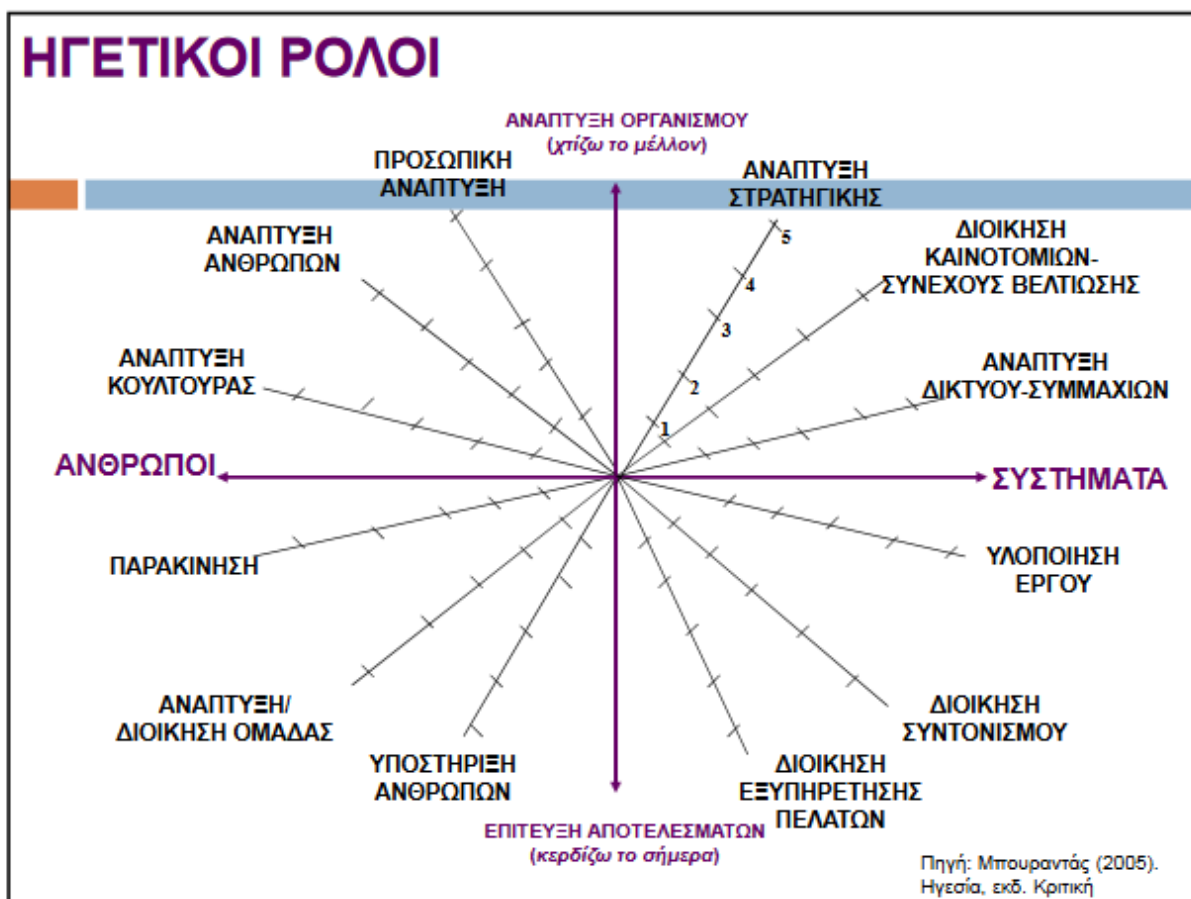 ΗΓΕΤΙΚΟΙ ΡΟΛΟΙ
ΑΝΑΠΤΥΞΗ ΟΡΓΑΝΙΣΜΟΥ
(χτίζω το μέλλον)
ΠΡΟΣΩΠΙΚΗ
ΑΝΑΠΤΥΞΗ
ΑΝΑΠΤΥΞΗ
ΣΤΡΑΤΗΓΙΚΗΣ
ΑΝΑΠΤΥΞΗ
ΑΝΘΡΩΠΩΝ
5
4
3
2
1
ΔΙΟΙΚΗΣΗ
ΚΑΙΝΟΤΟΜΙΩΝ-
ΣΥΝΕΧΟΥΣ ΒΕΛΤΙΩΣΗΣ
ΑΝΑΠΤΥΞΗ
ΚΟΥΛΤΟΥΡΑΣ
ΑΝΑΠΤΥΞΗ
ΔΙΚΤΥΟΥ-ΣΥΜΜΑΧΙΩΝ
ΑΝΘΡΩΠΟΙ
ΣΥΣΤΗΜΑΤΑ
ΠΑΡΑΚΙΝΗΣΗ
ΥΛΟΠΟΙΗΣΗ
ΕΡΓΟΥ
ΑΝΑΠΤΥΞΗ/
ΔΙΟΙΚΗΣΗ ΟΜΑΔΑΣ
ΔΙΟΙΚΗΣΗ
ΣΥΝΤΟΝΙΣΜΟΥ
ΥΠΟΣΤΗΡΙΞΗ
ΑΝΘΡΩΠΩΝ
ΔΙΟΙΚΗΣΗ
ΕΞΥΠΗΡΕΤΗΣΗΣ
ΠΕΛΑΤΩΝ
ΕΠΙΤΕΥΞΗ ΑΠΟΤΕΛΕΣΜΑΤΩΝ
(κερδίζω το σήμερα)
Πηγή: Μπουραντάς (2005).
Ηγεσία, εκδ. Κριτική